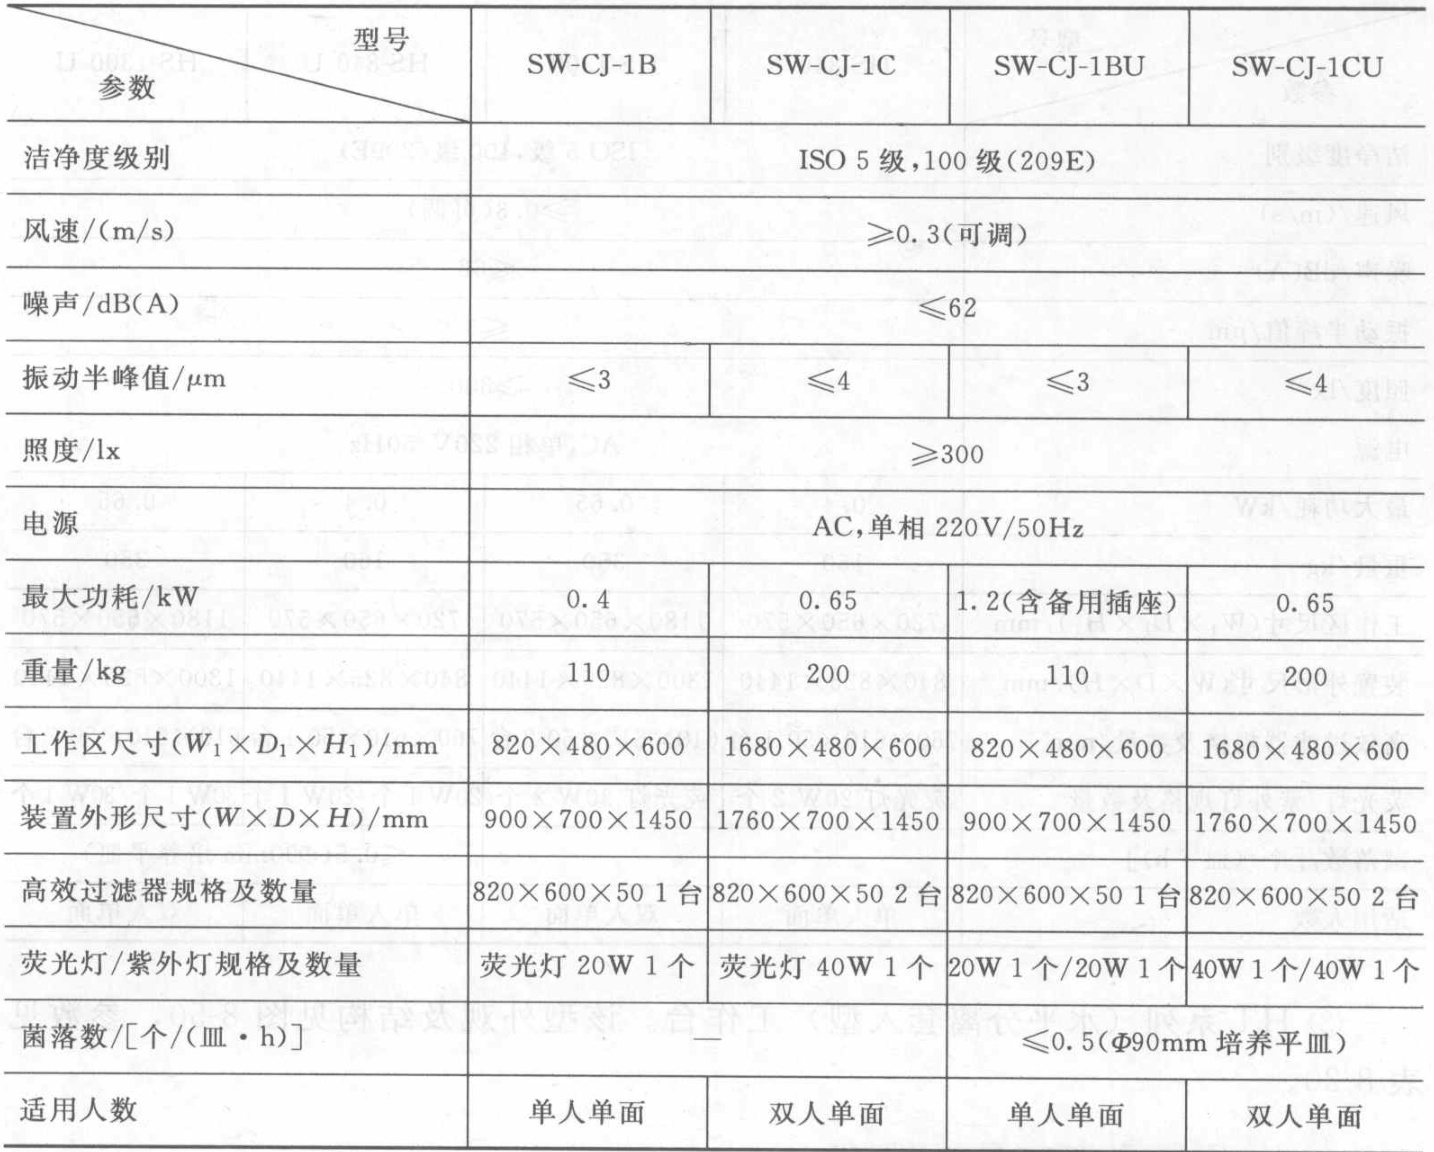 型号
参数 SW-CJ-1B SW-CJ-1C SW-CJ-1BU SW-CJ-1CU
洁净度级别 ISO 5 级,100 级(209E)
风速/(m/s) ≥0.3(可调)
噪声/dB(A) ≤62
振动半峰值/μm ≤3 ≤4 ≤3 ≤4
照度/lx ≥300
电源 AC,单相 220V/50Hz
最大功耗/kW 0.4 0.65 1.2(含备用插座) 0.65
重量/kg 110 200 110 200
工作区尺寸(W₁×D₁×H₁)/mm 820×480×600 1680×480×600 820×480×600 1680×480×600
装置外形尺寸(W×D×H)/mm 900×700×1450 1760×700×1450 900×700×1450 1760×700×1450
高效过滤器规格及数量 820×600×50 1 台 820×600×50 2 台 820×600×50 1 台 820×600×50 2 台
荧光灯/紫外灯规格及数量 荧光灯 20W 1 个 荧光灯 40W 1 个 20W 1 个/20W 1 个 40W 1 个/40W 1 个
菌落数/[个/(皿·h)] — ≤0.5(Φ90mm 培养平皿)
适用人数 单人单面 双人单面 单人单面 双人单面